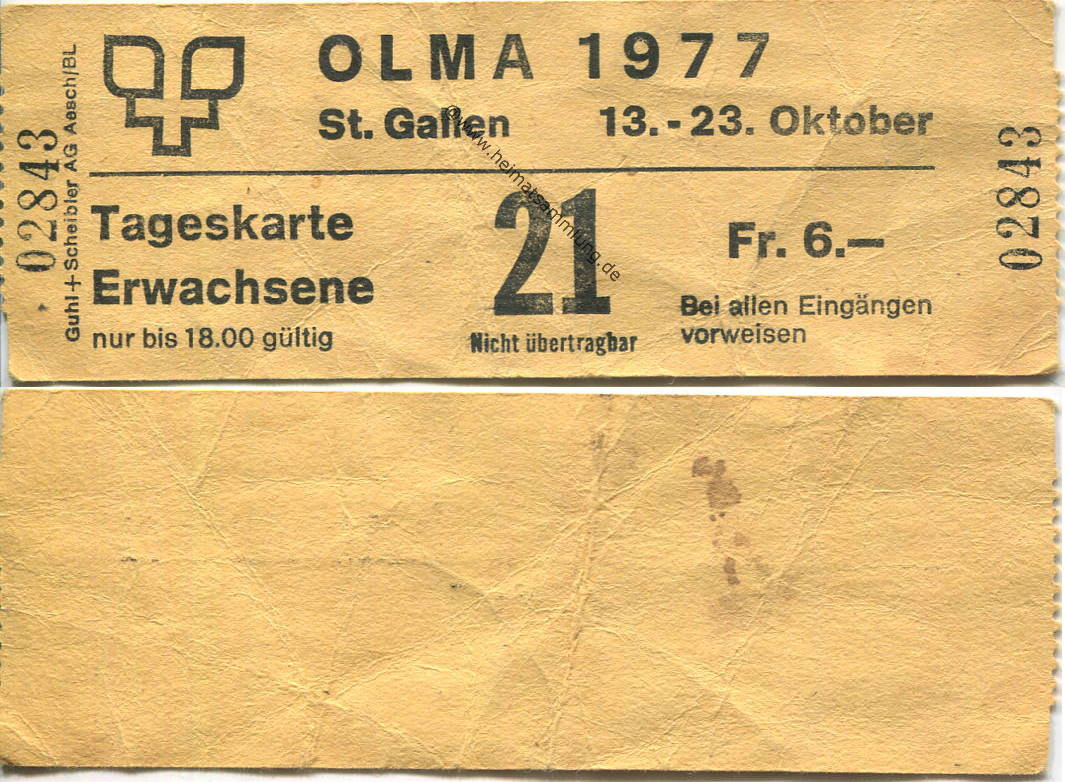 OLMA 1977
St. Gallen 13.-23. Oktober
02843
Guhl+Scheibler AG Aesch/BL
Tageskarte
Erwachsene
nur bis 18.00 gültig
21
Nicht übertragbar
Fr. 6.—
Bei allen Eingängen
vorweisen
02843
©www.heimatsammlung.de